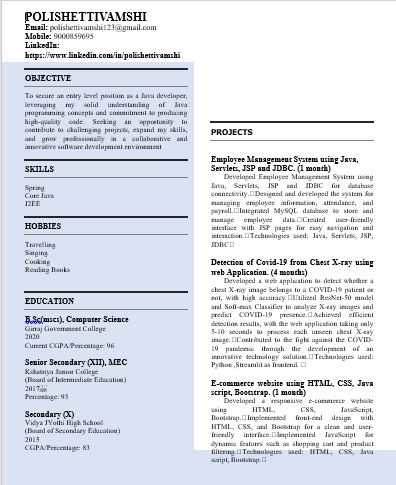 POLISHETTIVAMSHI
Email: polishettivamshi123@gmail.com
Mobile: 9000859695
LinkedIn:
https://www.linkedin.com/in/polishettivamshi
OBJECTIVE
To secure an entry level position as a Java developer,
leveraging my solid understanding of Java
programming concepts and commitment to producing
high-quality code. Seeking an opportunity to
contribute to challenging projects, expand my skills,
and grow professionally in a collaborative and
innovative software development environment
SKILLS
Spring
Core Java
J2EE
HOBBIES
Travelling
Singing
Cooking
Reading Books
EDUCATION
B.Sc(mscs), Computer Science
Girraj Government College
2020
Current CGPA/Percentage: 96
Senior Secondary (XII), MEC
Kshatriya Junior College
(Board of Intermediate Education)
2017
Percentage: 93
Secondary (X)
Vidya JYothi High School
(Board of Secondary Education)
2015
CGPA/Percentage: 83
PROJECTS
Employee Management System using Java,
Servlets, JSP and JDBC. (1 month)
Developed Employee Management System using
Java, Servlets, JSP and JDBC for database
connectivity.□Designed and developed the system for
managing employee information, attendance, and
payroll.□Integrated MySQL database to store and
manage employee data.□Created user-friendly
interface with JSP pages for easy navigation and
interaction.□Technologies used: Java, Servlets, JSP,
JDBC□
Detection of Covid-19 from Chest X-ray using
web Application. (4 months)
Developed a web application to detect whether a
chest X-ray image belongs to a COVID-19 patient or
not, with high accuracy.□Utilized ResNet-50 model
and Soft-max Classifier to analyze X-ray images and
predict COVID-19 presence.□Achieved efficient
detection results, with the web application taking only
5-10 seconds to process each unseen chest X-ray
image.□Contributed to the fight against the COVID-
19 pandemic through the development of an
innovative technology solution.□Technologies used:
Python ,Streamlit as frontend. □
E-commerce website using HTML, CSS, Java
script, Bootstrap. (1 month)
Developed a responsive e-commerce website
using HTML, CSS, JavaScript,
Bootstrap.□Implemented front-end design with
HTML, CSS, and Bootstrap for a clean and user-
friendly interface.□Implemented JavaScript for
dynamic features such as shopping cart and product
filtering.□Technologies used: HTML, CSS, Java
script, Bootstrap.□